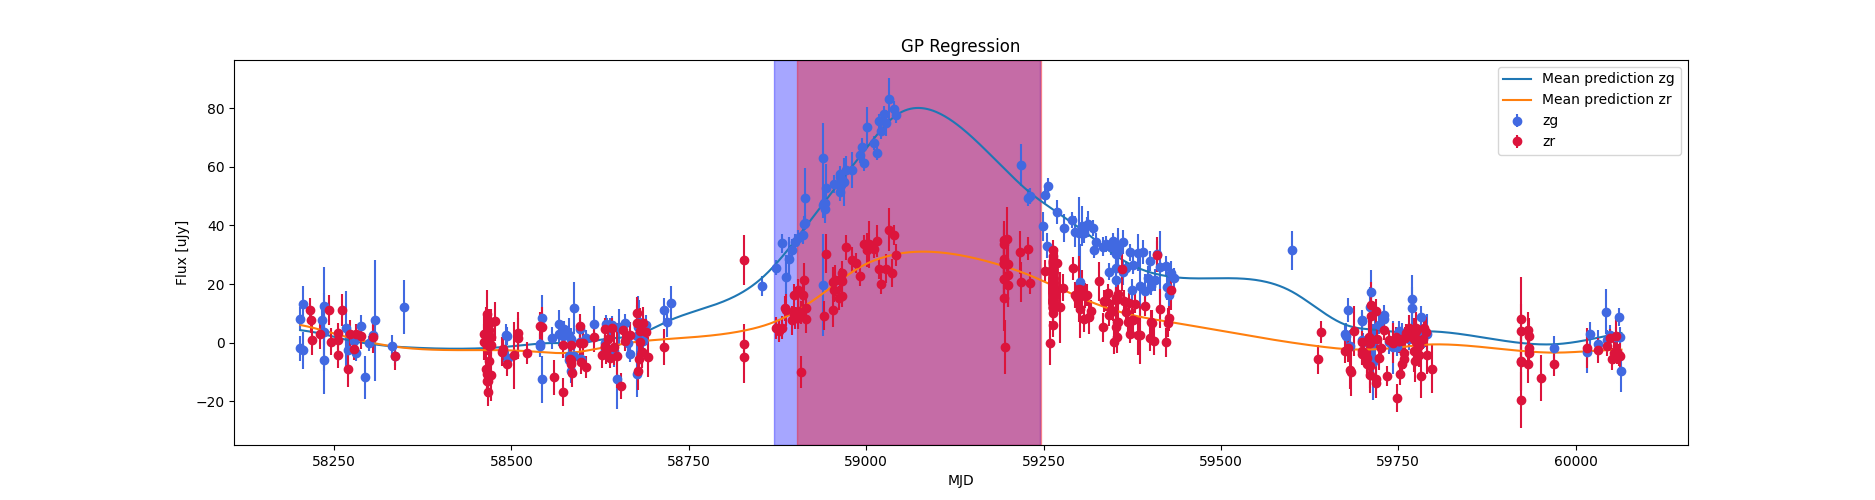 GP Regression
Mean prediction zg
Mean prediction zr
zg
zr
Flux [uJy]
80
60
40
20
0
−20
58250 58500 58750 59000 59250 59500 59750 60000
MJD